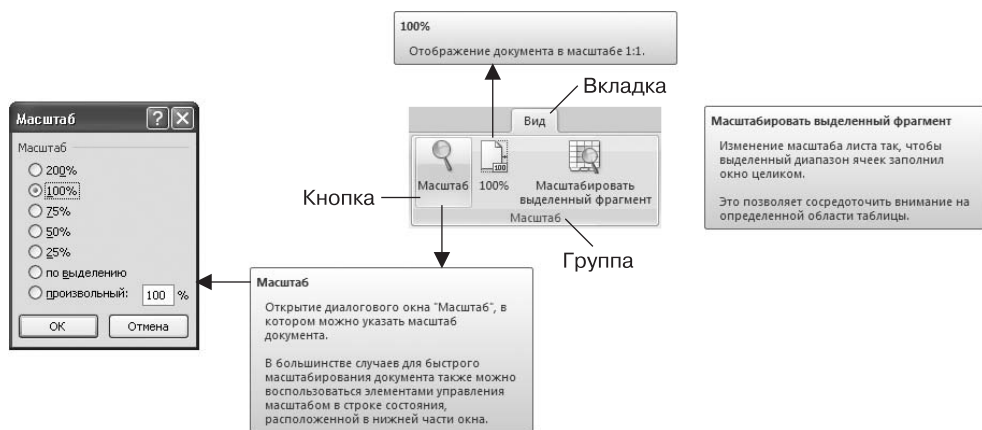 100%
Отображение документа в масштабе 1:1.
Вкладка
Масштаб
Масштаб
200%
100%
75%
50%
25%
по выделению
произвольный: 100 %
ОК
Отмена
Вид
Масштаб
100%
Масштабировать
выделенный фрагмент
Масштаб
Кнопка
Группа
Масштабировать выделенный фрагмент
Изменение масштаба листа так, чтобы
выделенный диапазон ячеек заполнил
окно целиком.
Это позволяет сосредоточить внимание на
определенной области таблицы.
Масштаб
Открытие диалогового окна "Масштаб", в
котором можно указать масштаб
документа.
В большинстве случаев для быстрого
масштабирования документа также можно
воспользоваться элементами управления
масштабом в строке состояния,
расположенной в нижней части окна.